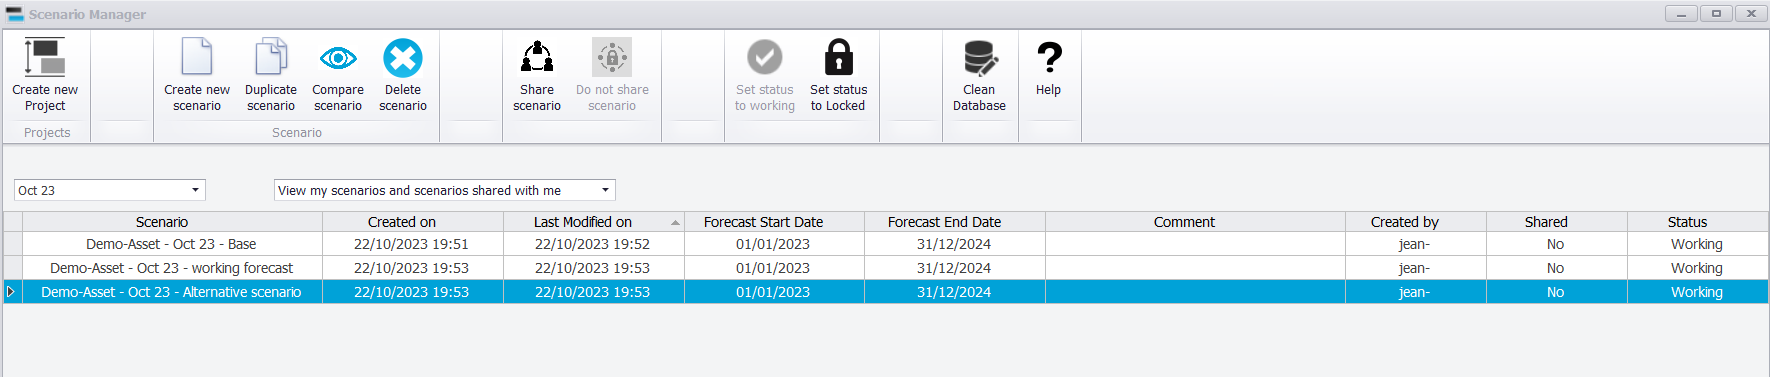 Scenario Manager
Create new Project
Create new scenario
Duplicate scenario
Compare scenario
Delete scenario
Share scenario
Do not share scenario
Set status to working
Set status to Locked
Clean Database
Help
Projects
Scenario
Oct 23
View my scenarios and scenarios shared with me
Scenario Created on Last Modified on Forecast Start Date Forecast End Date Comment Created by Shared Status
Demo-Asset - Oct 23 - Base 22/10/2023 19:51 22/10/2023 19:52 01/01/2023 31/12/2024 jean- No Working
Demo-Asset - Oct 23 - working forecast 22/10/2023 19:53 22/10/2023 19:53 01/01/2023 31/12/2024 jean- No Working
Demo-Asset - Oct 23 - Alternative scenario 22/10/2023 19:53 22/10/2023 19:53 01/01/2023 31/12/2024 jean- No Working